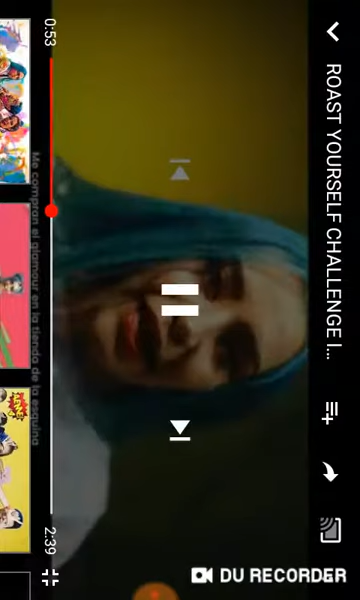 ROAST YOURSELF CHALLENGE I...
Me compran el glamour en la tienda de la esquina
0:53
2:39
DU RECORDER